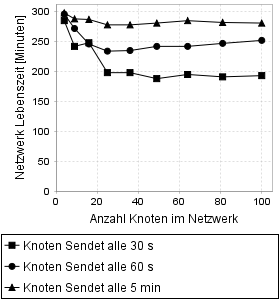 Netzwerk Lebenszeit [Minuten]
300
250
200
150
100
50
0
0 20 40 60 80 100
Anzahl Knoten im Netzwerk
Knoten Sendet alle 30 s
Knoten Sendet alle 60 s
Knoten Sendet alle 5 min